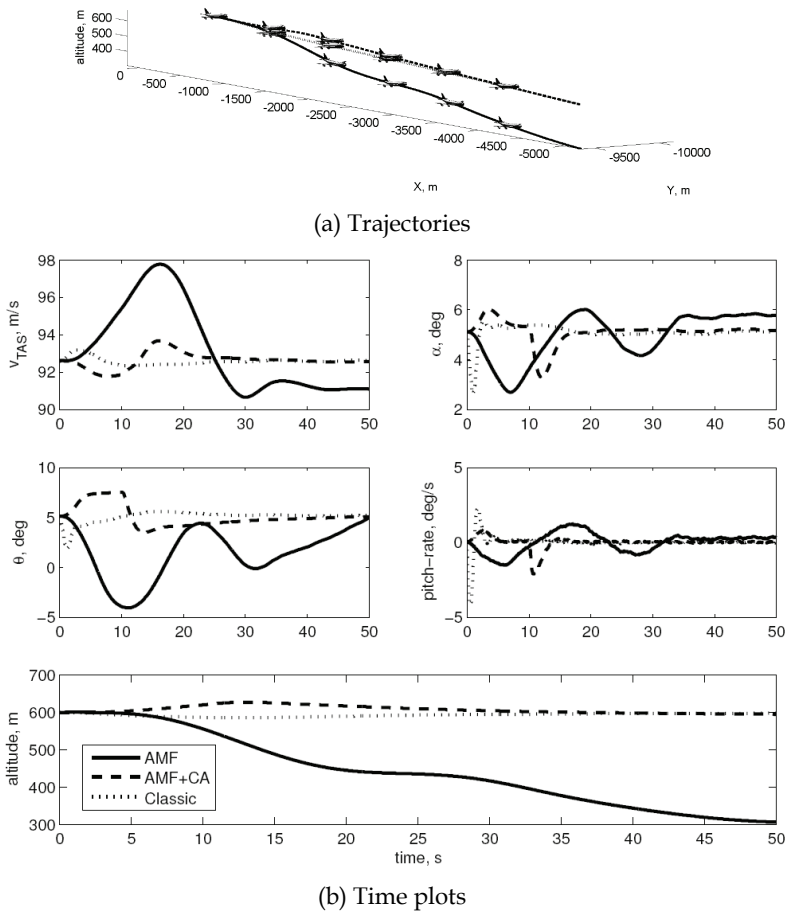 altitude, m
600
500
400
0
-500
-1000
-1500
-2000
-2500
-3000
-3500
-4000
-4500
-5000
-9500
-10000
X, m
Y, m
(a) Trajectories
98
96
94
92
90
v_TAS, m/s
0 10 20 30 40 50
8
6
4
2
α, deg
0 10 20 30 40 50
10
5
0
−5
θ, deg
0 10 20 30 40 50
5
0
−5
pitch−rate, deg/s
0 10 20 30 40 50
700
600
500
400
300
altitude, m
AMF
AMF+CA
Classic
0 5 10 15 20 25 30 35 40 45 50
time, s
(b) Time plots